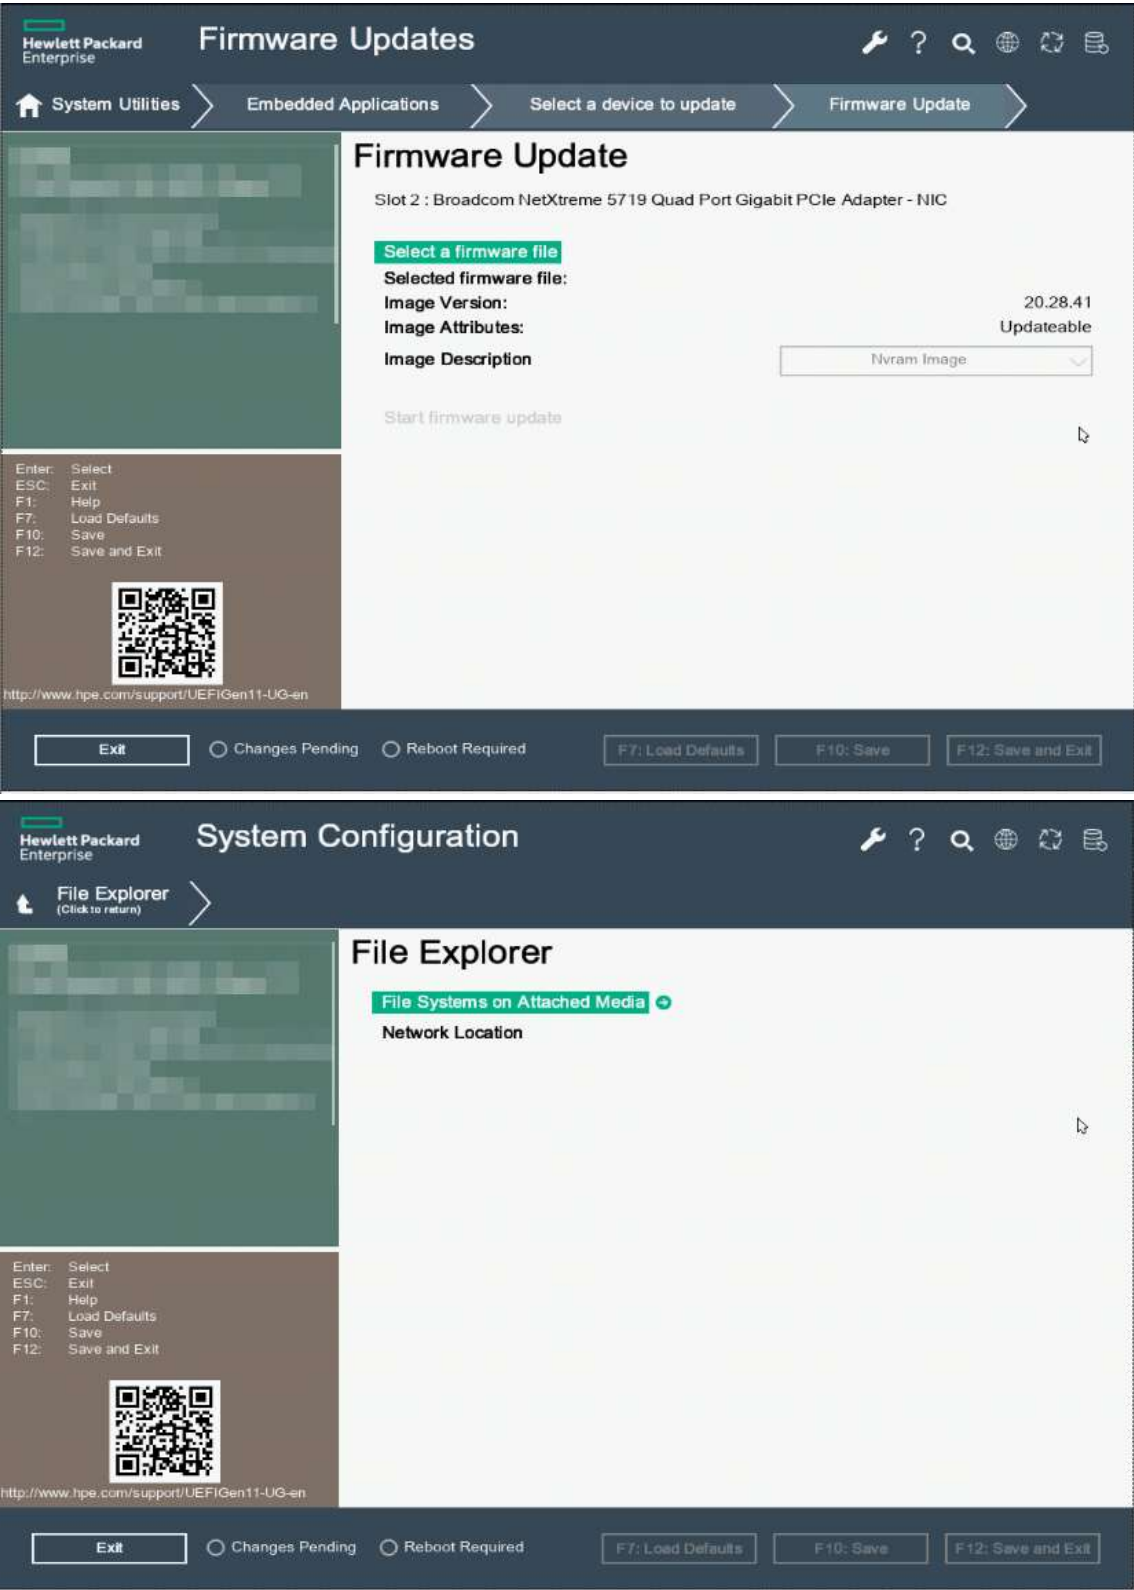 Hewlett Packard
Enterprise
Firmware Updates
System Utilities
Embedded Applications
Select a device to update
Firmware Update
Firmware Update
Slot 2 : Broadcom NetXtreme 5719 Quad Port Gigabit PCIe Adapter - NIC
Select a firmware file
Selected firmware file:
Image Version: 20.28.41
Image Attributes: Updateable
Image Description Nvram Image
Start firmware update
Enter: Select
ESC: Exit
F1: Help
F7: Load Defaults
F10: Save
F12: Save and Exit
http://www.hpe.com/support/UEFIGen11-UG-en
Exit Changes Pending Reboot Required F7: Load Defaults F10: Save F12: Save and Exit
Hewlett Packard
Enterprise
System Configuration
File Explorer
(Click to return)
File Explorer
File Systems on Attached Media
Network Location
Enter: Select
ESC: Exit
F1: Help
F7: Load Defaults
F10: Save
F12: Save and Exit
http://www.hpe.com/support/UEFIGen11-UG-en
Exit Changes Pending Reboot Required F7: Load Defaults F10: Save F12: Save and Exit